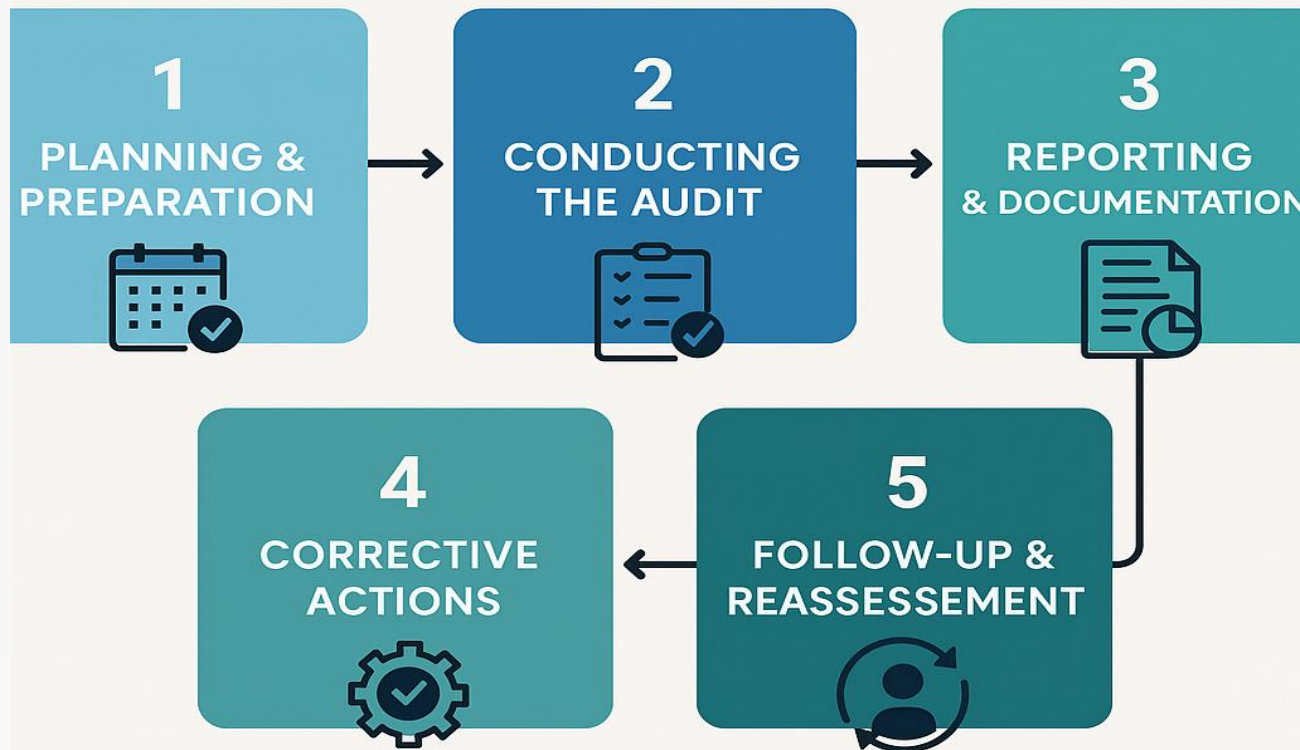 1
PLANNING &
PREPARATION
2
CONDUCTING
THE AUDIT
3
REPORTING
& DOCUMENTATION
4
CORRECTIVE
ACTIONS
5
FOLLOW-UP &
REASSESSEMENT